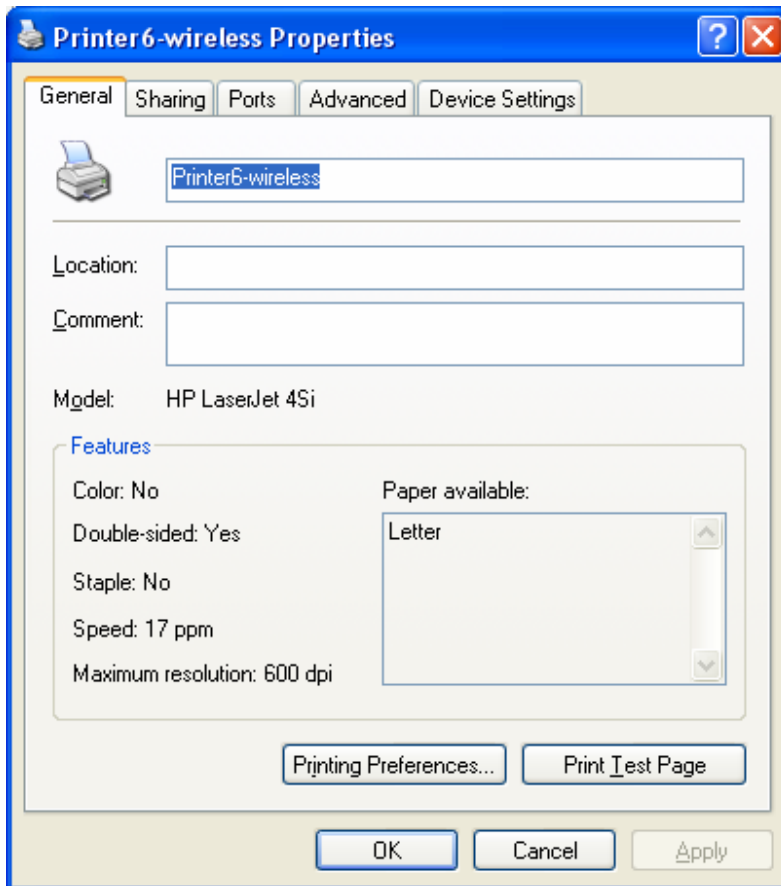 Printer6-wireless Properties
General Sharing Ports Advanced Device Settings
Printer6-wireless
Location:
Comment:
Model: HP LaserJet 4Si
Features
Color: No
Paper available:
Double-sided: Yes
Letter
Staple: No
Speed: 17 ppm
Maximum resolution: 600 dpi
Printing Preferences... Print Test Page
OK Cancel Apply